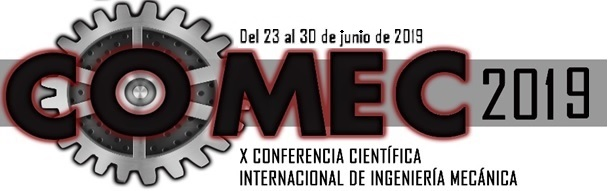 Del 23 al 30 de junio de 2019
COMEC 2019
X CONFERENCIA CIENTÍFICA
INTERNACIONAL DE INGENIERÍA MECÁNICA